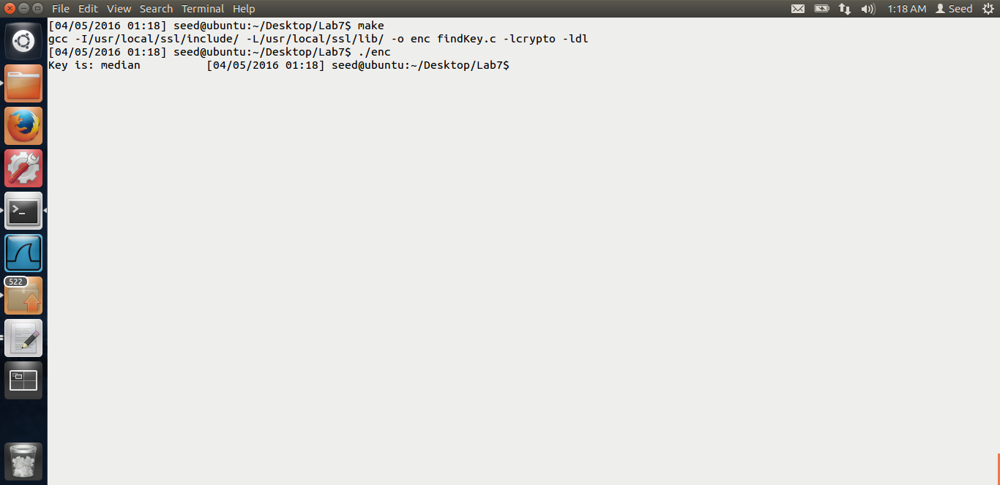 File Edit View Search Terminal Help 1:18 AM Seed
[04/05/2016 01:18] seed@ubuntu:~/Desktop/Lab7$ make
gcc -I/usr/local/ssl/include/ -L/usr/local/ssl/lib/ -o enc findKey.c -lcrypto -ldl
[04/05/2016 01:18] seed@ubuntu:~/Desktop/Lab7$ ./enc
Key is: median          [04/05/2016 01:18] seed@ubuntu:~/Desktop/Lab7$
522